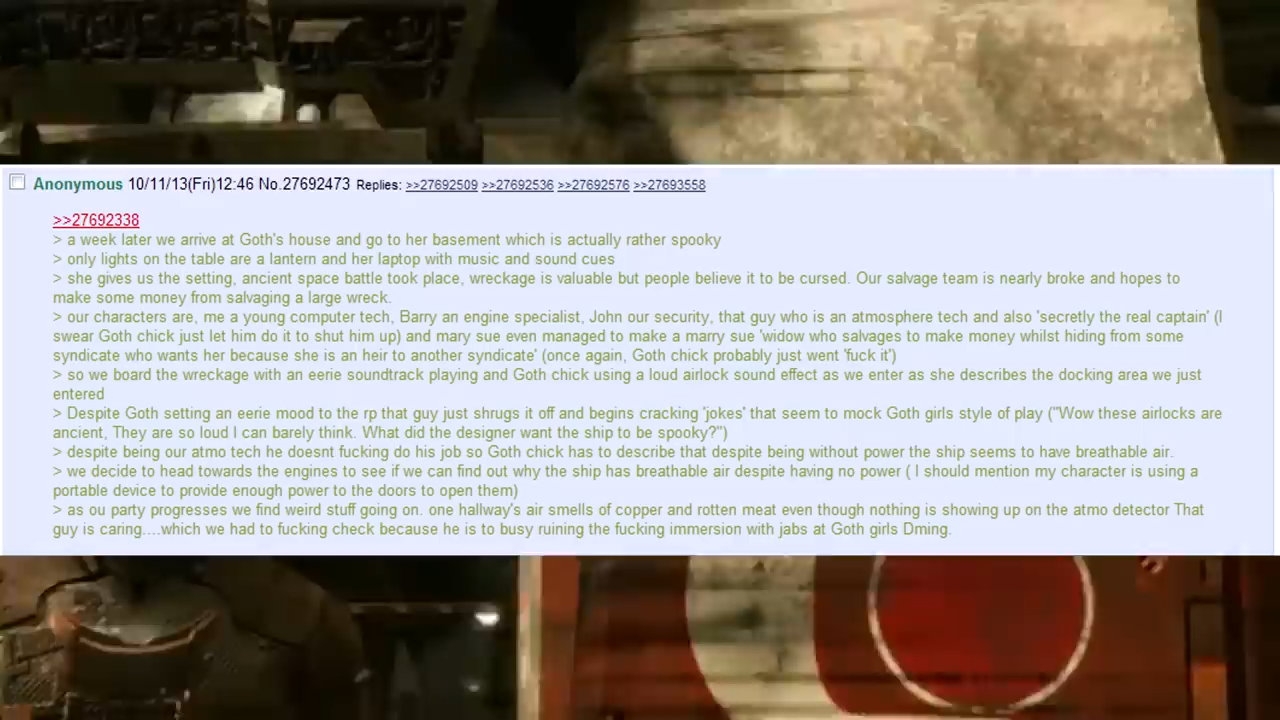 Anonymous 10/11/13(Fri)12:46 No.27692473 Replies: >>27692509 >>27692536 >>27692576 >>27693558
>>27692338
> a week later we arrive at Goth's house and go to her basement which is actually rather spooky
> only lights on the table are a lantern and her laptop with music and sound cues
> she gives us the setting, ancient space battle took place, wreckage is valuable but people believe it to be cursed. Our salvage team is nearly broke and hopes to
make some money from salvaging a large wreck.
> our characters are, me a young computer tech, Barry an engine specialist, John our security, that guy who is an atmosphere tech and also 'secretly the real captain' (I
swear Goth chick just let him do it to shut him up) and mary sue even managed to make a marry sue 'widow who salvages to make money whilst hiding from some
syndicate who wants her because she is an heir to another syndicate' (once again, Goth chick probably just went 'fuck it')
> so we board the wreckage with an eerie soundtrack playing and Goth chick using a loud airlock sound effect as we enter as she describes the docking area we just
entered
> Despite Goth setting an eerie mood to the rp that guy just shrugs it off and begins cracking 'jokes' that seem to mock Goth girls style of play ("Wow these airlocks are
ancient, They are so loud I can barely think. What did the designer want the ship to be spooky?")
> despite being our atmo tech he doesnt fucking do his job so Goth chick has to describe that despite being without power the ship seems to have breathable air.
> we decide to head towards the engines to see if we can find out why the ship has breathable air despite having no power ( I should mention my character is using a
portable device to provide enough power to the doors to open them)
> as ou party progresses we find weird stuff going on. one hallway's air smells of copper and rotten meat even though nothing is showing up on the atmo detector That
guy is caring....which we had to fucking check because he is to busy ruining the fucking immersion with jabs at Goth girls Dming.